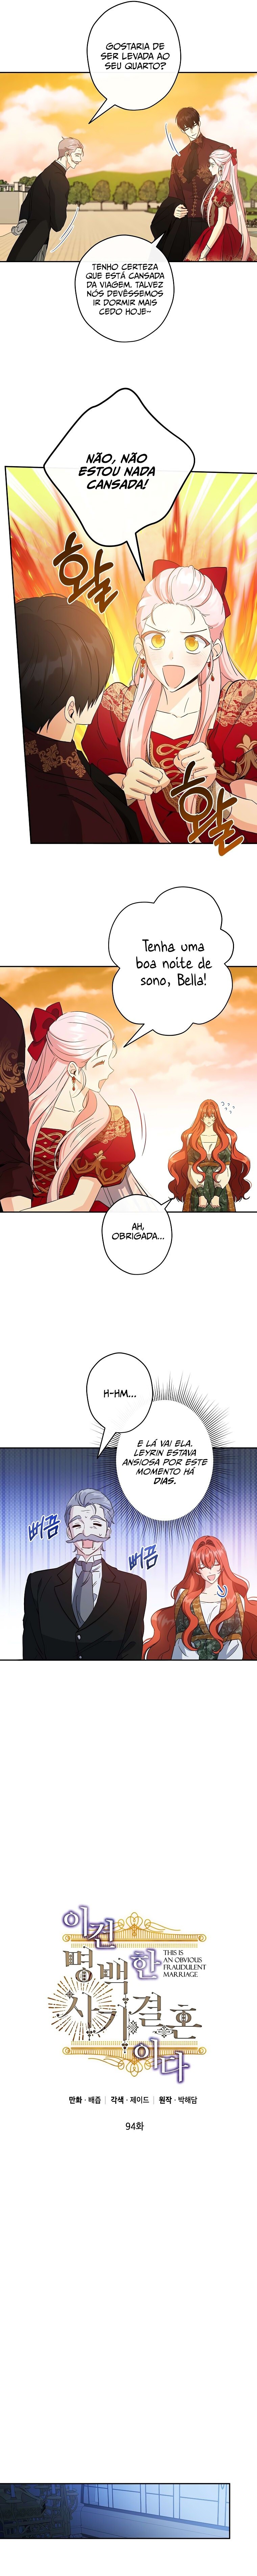 GOSTARIA DE
SER LEVADA AO
SEU QUARTO?
TENHO CERTEZA
QUE ESTÁ CANSADA
DA VIAGEM. TALVEZ
NÓS DEVÊSSEMOS
IR DORMIR MAIS
CEDO HOJE~
NÃO, NÃO
ESTOU NADA
CANSADA!
화
활
Tenha uma
boa noite de
sono, Bella!
AH,
OBRIGADA...
H-HM...
E LÁ VAI ELA.
LEYRIN ESTAVA
ANSIOSA POR ESTE
MOMENTO HÁ
DIAS.
삐끔
삐끔
이건
명백한
사기결혼
이다
THIS IS
AN OBVIOUS
FRAUDULENT
MARRIAGE
만화 · 배즙 | 각색 · 제이드 | 원작 · 박해담
94화